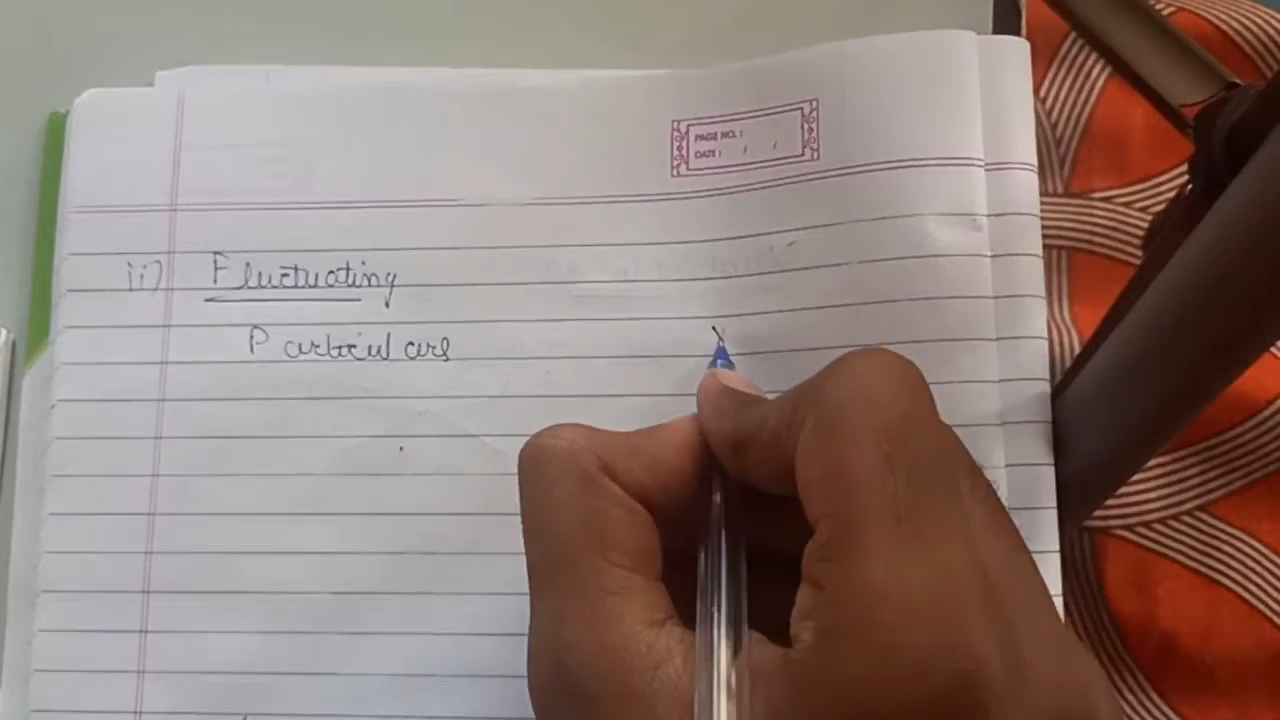 PAGE NO. :
DATE : / /
ii) Fluctuating
Particulars